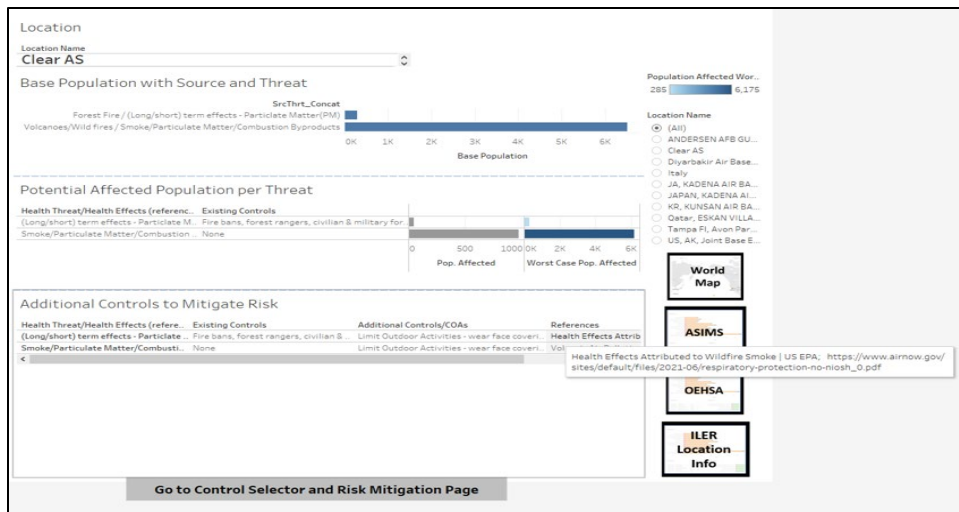 Location
Location Name
Clear AS
Base Population with Source and Threat
SrcThrt_Concat
Forest Fire / (Long/short) term effects - Particlate Matter(PM)
Volcanoes/Wild fires / Smoke/Particulate Matter/Combustion Byproducts
0K 1K 2K 3K 4K 5K 6K
Base Population
Population Affected Wor..
285 6,175
Location Name
(All)
ANDERSEN AFB GU...
Clear AS
Diyarbakir Air Base...
Italy
JA, KADENA AIR BA...
JAPAN, KADENA AI...
KR, KUNSAN AIR B...
Qatar, ESKAN VILLA...
Tampa Fl, Avon Par...
US, AK, Joint Base E...
Potential Affected Population per Threat
Health Threat/Health Effects (referenc.. Existing Controls
(Long/short) term effects - Particlate M.. Fire bans, forest rangers, civilian & military for..
Smoke/Particulate Matter/Combustion .. None
0 500 1000 0K 2K 4K 6K
Pop. Affected Worst Case Pop. Affected
World
Map
Additional Controls to Mitigate Risk
Health Threat/Health Effects (refere.. Existing Controls Additional Controls/COAs References
(Long/short) term effects - Particlate .. Fire bans, forest rangers, civilian & .. Limit Outdoor Activities - wear face coveri.. Health Effects Attrib
Smoke/Particulate Matter/Combusti.. None Limit Outdoor Activities - wear face coveri..
ASIMS
Health Effects Attributed to Wildfire Smoke | US EPA; https://www.airnow.gov/
sites/default/files/2021-06/respiratory-protection-no-niosh_0.pdf
OEHSA
ILER
Location
Info
Go to Control Selector and Risk Mitigation Page